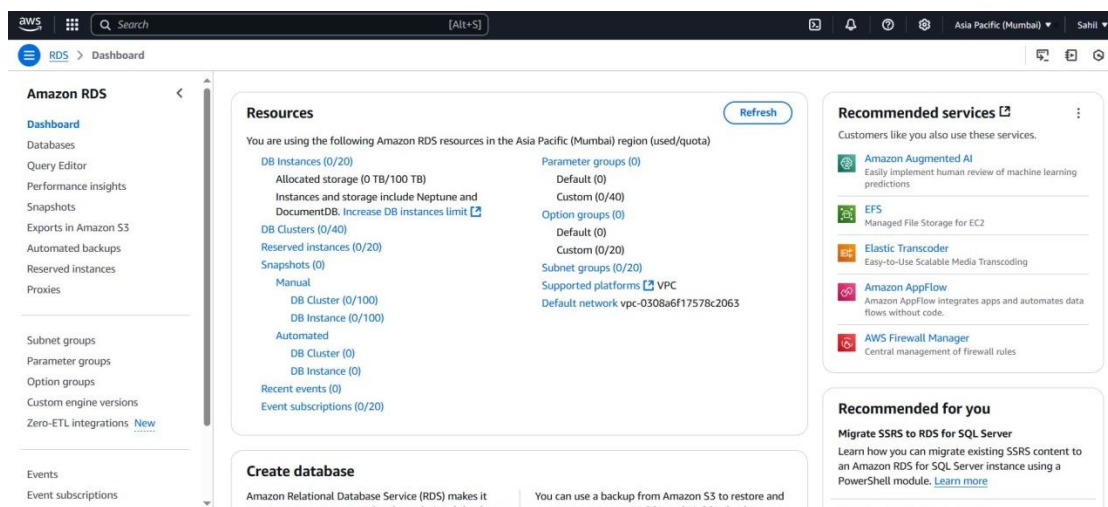 aws
Search
[Alt+S]
Asia Pacific (Mumbai)
Sahil
RDS > Dashboard
Amazon RDS
Dashboard
Databases
Query Editor
Performance insights
Snapshots
Exports in Amazon S3
Automated backups
Reserved instances
Proxies
Subnet groups
Parameter groups
Option groups
Custom engine versions
Zero-ETL integrations New
Events
Event subscriptions
Resources
Refresh
You are using the following Amazon RDS resources in the Asia Pacific (Mumbai) region (used/quota)
DB Instances (0/20)
Allocated storage (0 TB/100 TB)
Instances and storage include Neptune and
DocumentDB. Increase DB instances limit
DB Clusters (0/40)
Reserved instances (0/20)
Snapshots (0)
Manual
DB Cluster (0/100)
DB Instance (0/100)
Automated
DB Cluster (0)
DB Instance (0)
Recent events (0)
Event subscriptions (0/20)
Parameter groups (0)
Default (0)
Custom (0/40)
Option groups (0)
Default (0)
Custom (0/20)
Subnet groups (0/20)
Supported platforms VPC
Default network vpc-0308a6f17578c2063
Create database
Amazon Relational Database Service (RDS) makes it
You can use a backup from Amazon S3 to restore and
Recommended services
Customers like you also use these services.
Amazon Augmented AI
Easily implement human review of machine learning
predictions
EFS
Managed File Storage for EC2
Elastic Transcoder
Easy-to-Use Scalable Media Transcoding
Amazon AppFlow
Amazon AppFlow integrates apps and automates data
flows without code.
AWS Firewall Manager
Central management of firewall rules
Recommended for you
Migrate SSRS to RDS for SQL Server
Learn how you can migrate existing SSRS content to
an Amazon RDS for SQL Server instance using a
PowerShell module. Learn more